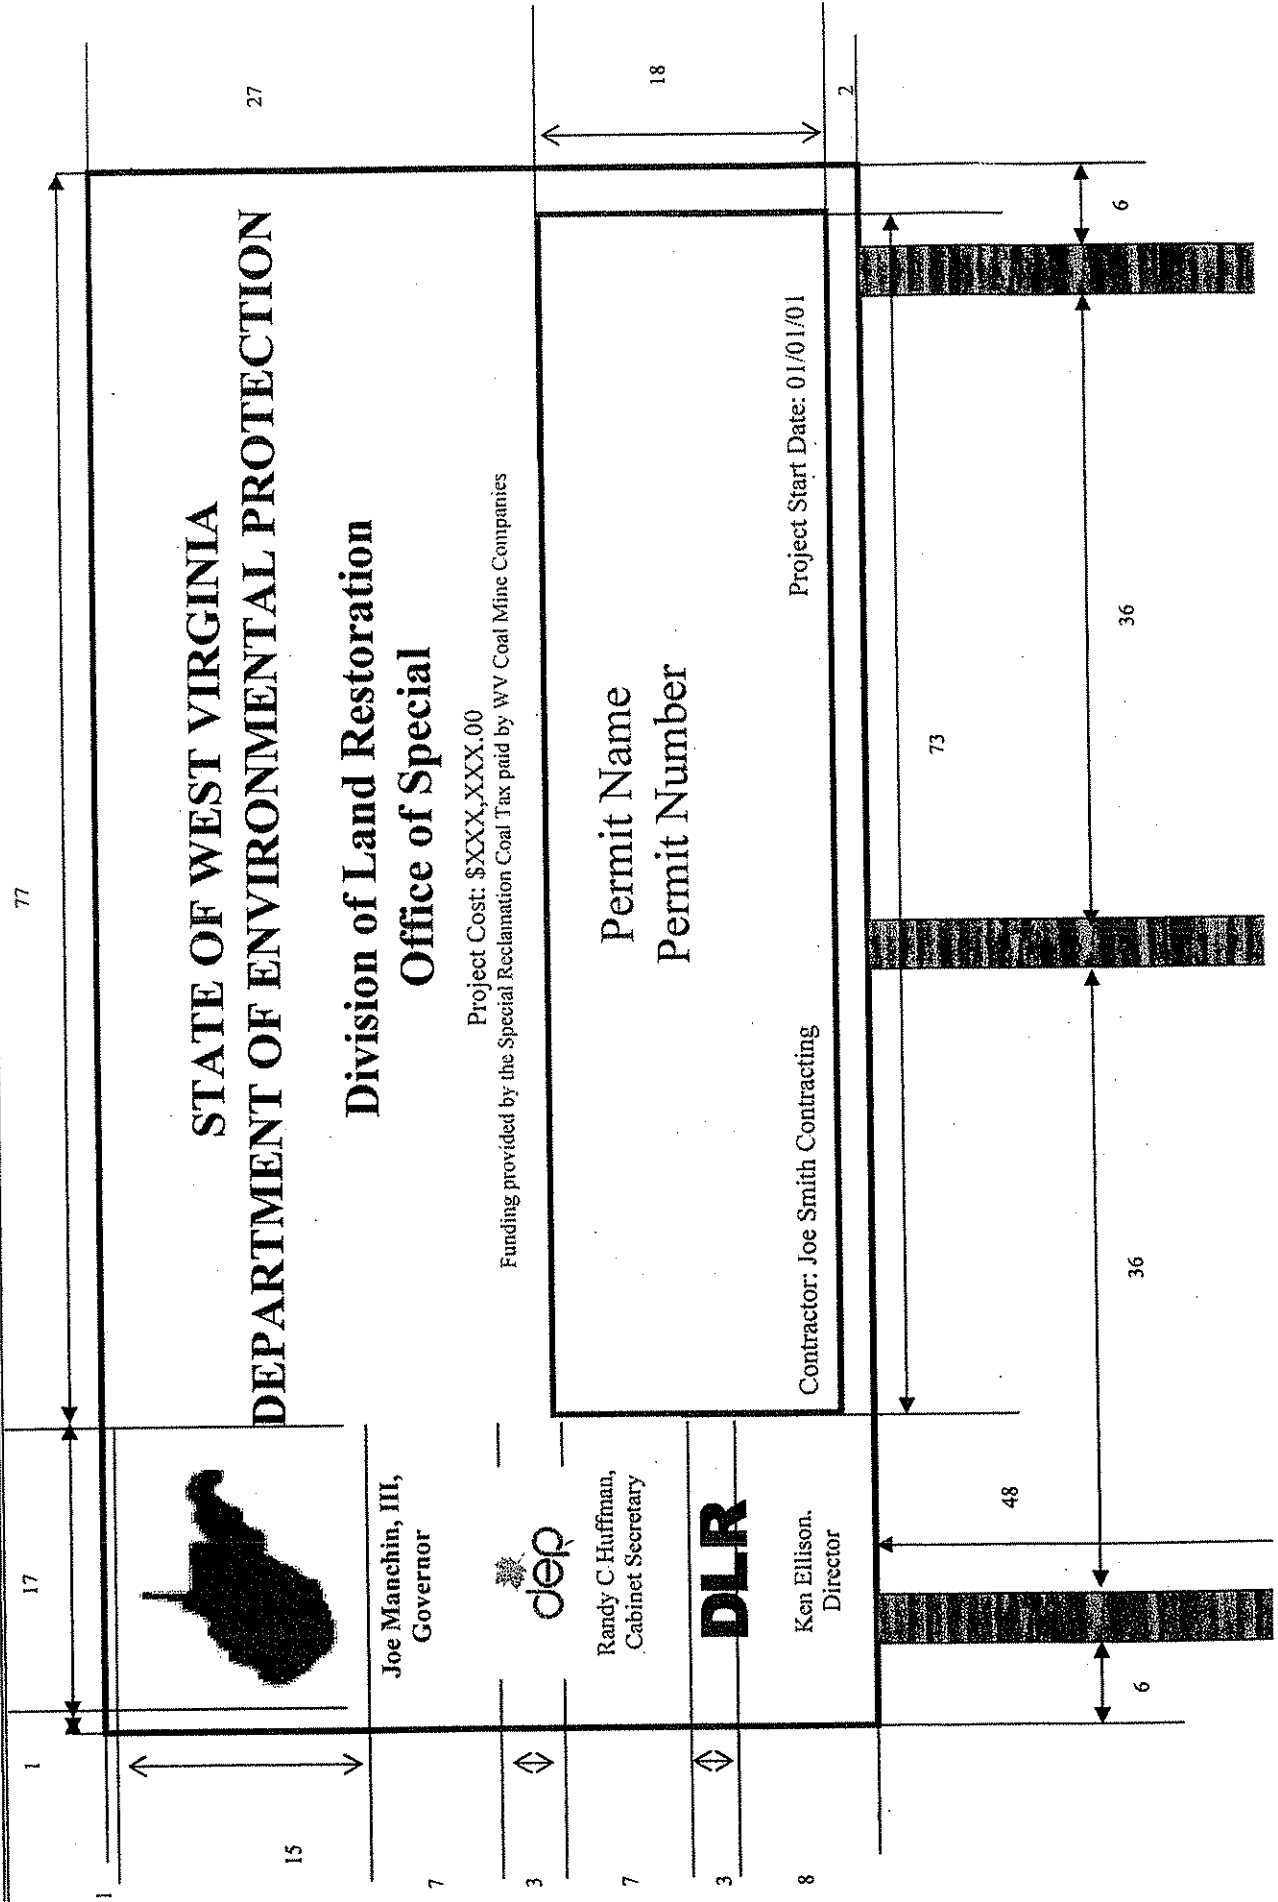 77
1
17
STATE OF WEST VIRGINIA
DEPARTMENT OF ENVIRONMENTAL PROTECTION
Division of Land Restoration
Office of Special
Project Cost: $XXX,XXX.00
Funding provided by the Special Reclamation Coal Tax paid by WV Coal Mine Companies
Permit Name
Permit Number
Contractor: Joe Smith Contracting
Project Start Date: 01/01/01
Joe Manchin, III,
Governor
dep
Randy C Huffman,
Cabinet Secretary
DLR
Ken Ellison.
Director
1
15
7
3
7
3
8
27
18
2
73
48
6
36
36
6